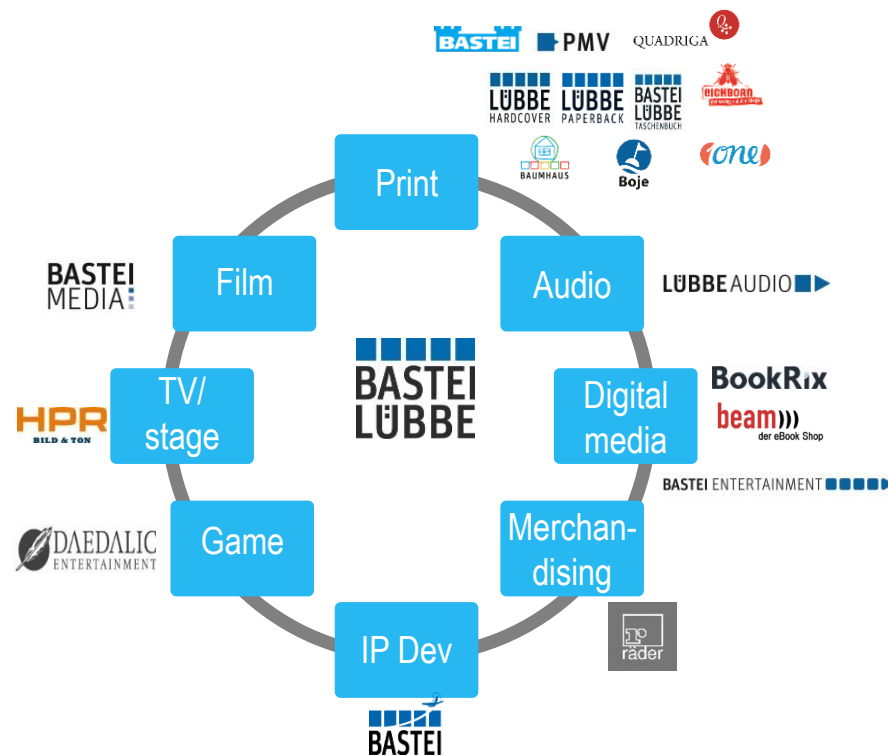 BASTEI
PMV
QUADRIGA
LÜBBE
HARDCOVER
LÜBBE
PAPERBACK
BASTEI
LÜBBE
TASCHENBUCH
eICHBORN
BAUMHAUS
Boje
one
Print
Film
Audio
BASTEI
MEDIA
LÜBBE AUDIO
BASTEI
LÜBBE
TV/
stage
Digital
media
HPR
BILD & TON
BookRix
beam)))
der eBook Shop
BASTEI ENTERTAINMENT
Game
Merchan-
dising
DAEDALIC
ENTERTAINMENT
IP Dev
räder
BASTEI